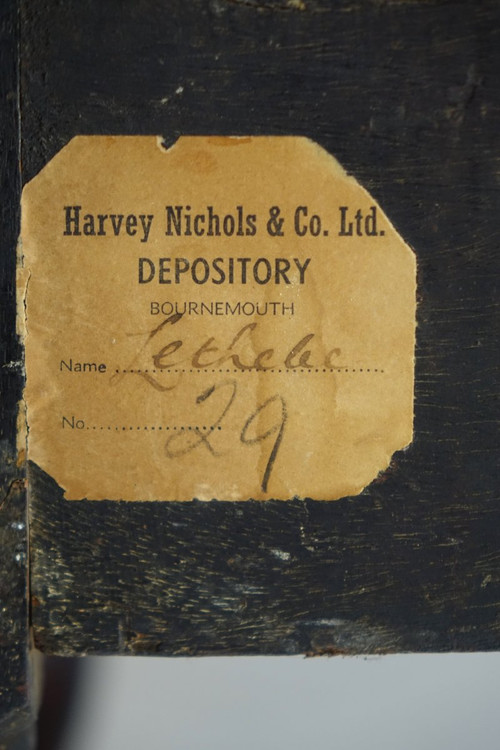 Harvey Nichols & Co. Ltd.
DEPOSITORY
BOURNEMOUTH
Name
No. 29